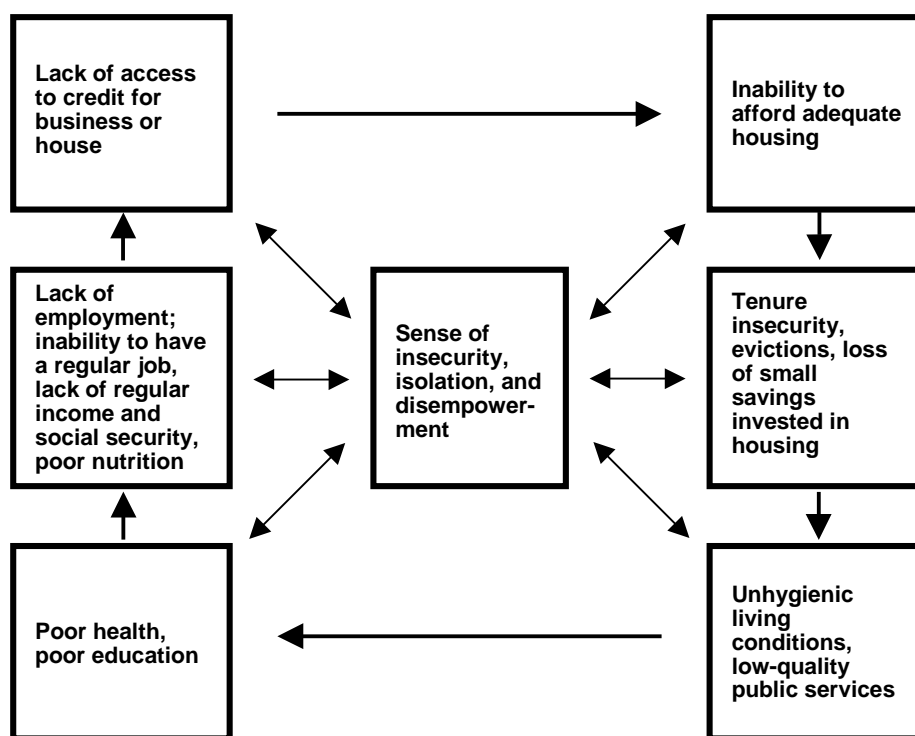 Lack of access
to credit for
business or
house
Inability to
afford adequate
housing
Lack of
employment;
inability to have
a regular job,
lack of regular
income and
social security,
poor nutrition
Sense of
insecurity,
isolation, and
disempower-
ment
Tenure
insecurity,
evictions, loss
of small
savings
invested in
housing
Poor health,
poor education
Unhygienic
living
conditions,
low-quality
public services